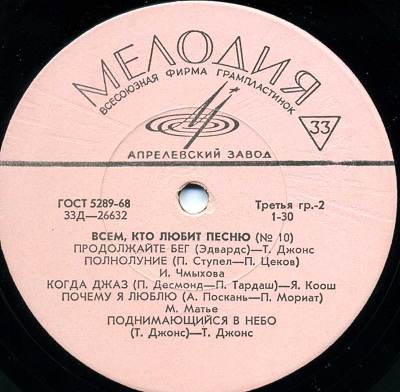 МЕЛОДИЯ
ВСЕСОЮЗНАЯ ФИРМА ГРАМПЛАСТИНОК
33
АПРЕЛЕВСКИЙ ЗАВОД
ГОСТ 5289-68 Третья гр.-2
33Д—26632 1-30
ВСЕМ, КТО ЛЮБИТ ПЕСНЮ (№ 10)
ПРОДОЛЖАЙТЕ БЕГ (Эдвардс)—Т. Джонс
ПОЛНОЛУНИЕ (П. Ступел—П. Цеков)
И. Чмыхова
КОГДА ДЖАЗ (П. Десмонд—П. Тардаш)—Я. Коош
ПОЧЕМУ Я ЛЮБЛЮ (А. Поскань—П. Мориат)
М. Матье
ПОДНИМАЮЩИЙСЯ В НЕБО
(Т. Джонс)—Т. Джонс